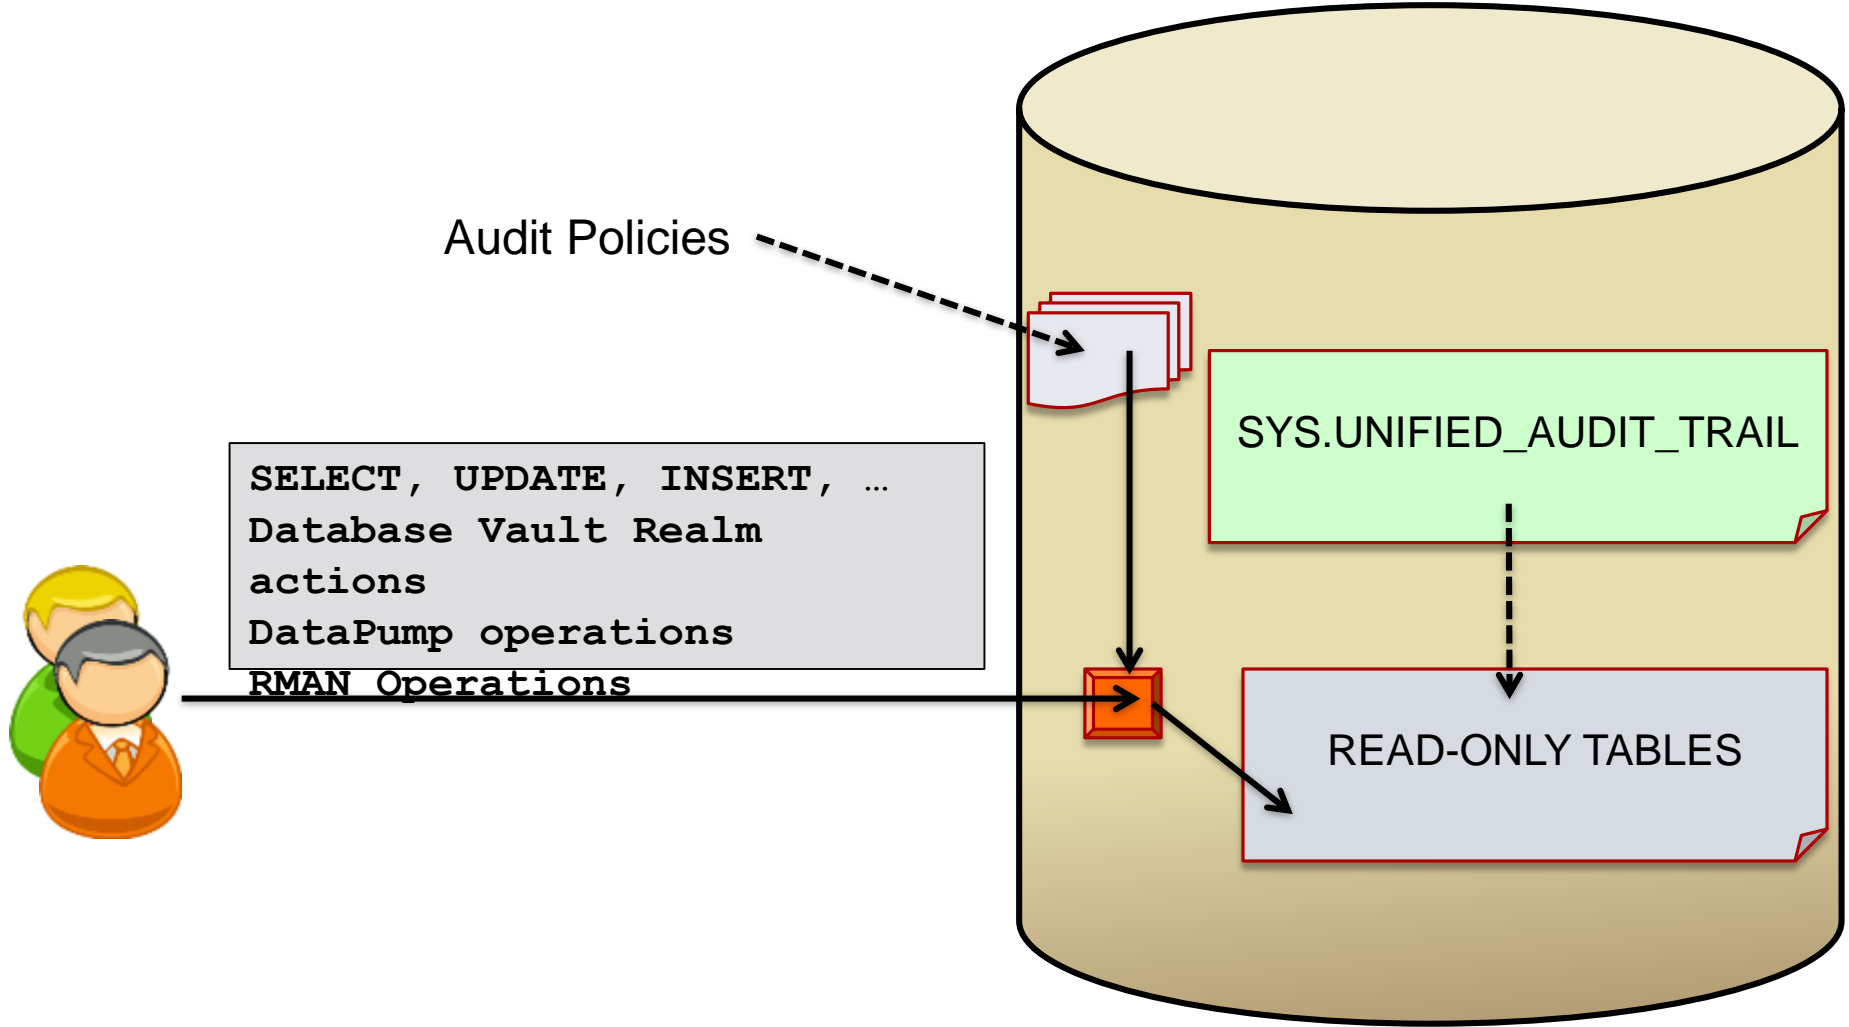 Audit Policies
SYS.UNIFIED_AUDIT_TRAIL
SELECT, UPDATE, INSERT, …
Database Vault Realm
actions
DataPump operations
RMAN Operations
READ-ONLY TABLES